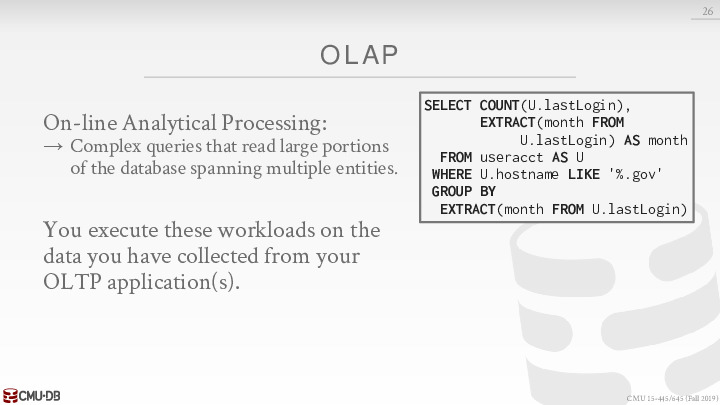 26
OLAP
On-line Analytical Processing:
→ Complex queries that read large portions
of the database spanning multiple entities.
You execute these workloads on the
data you have collected from your
OLTP application(s).
SELECT COUNT(U.lastLogin),
EXTRACT(month FROM
U.lastLogin) AS month
FROM useracct AS U
WHERE U.hostname LIKE '%.gov'
GROUP BY
EXTRACT(month FROM U.lastLogin)
CMU·DB
CMU 15-445/645 (Fall 2019)